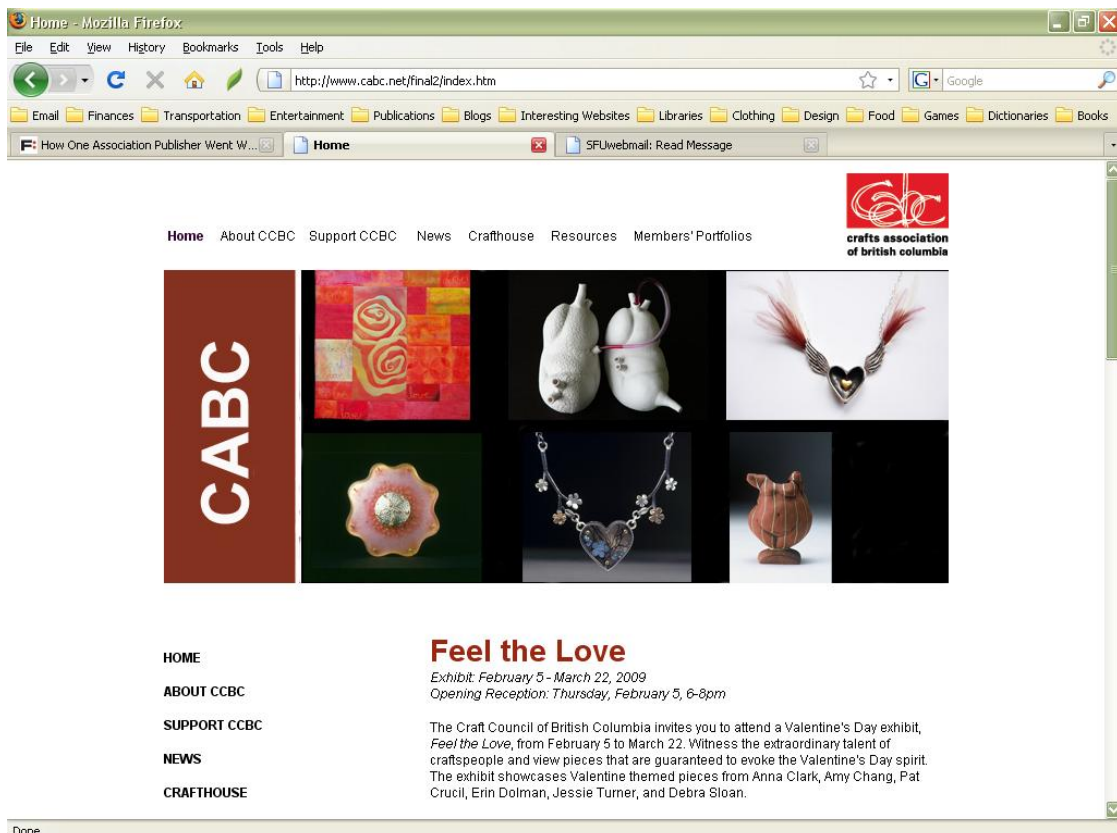 Home - Mozilla Firefox
File Edit View History Bookmarks Tools Help
http://www.cabc.net/final2/index.htm
G Google
Email Finances Transportation Entertainment Publications Blogs Interesting Websites Libraries Clothing Design Food Games Dictionaries Books
F: How One Association Publisher Went W... Home SFUwebmail: Read Message
Cabc
crafts association
of british columbia
Home About CCBC Support CCBC News Crafthouse Resources Members' Portfolios
CABC
HOME
ABOUT CCBC
SUPPORT CCBC
NEWS
CRAFTHOUSE
Feel the Love
Exhibit: February 5 - March 22, 2009
Opening Reception: Thursday, February 5, 6-8pm
The Craft Council of British Columbia invites you to attend a Valentine's Day exhibit,
Feel the Love, from February 5 to March 22. Witness the extraordinary talent of
craftspeople and view pieces that are guaranteed to evoke the Valentine's Day spirit.
The exhibit showcases Valentine themed pieces from Anna Clark, Amy Chang, Pat
Crucil, Erin Dolman, Jessie Turner, and Debra Sloan.
Done